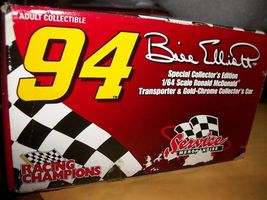 ADULT COLLECTIBLE
94
Bill Elliott
Special Collector's Edition
1/64 Scale Ronald McDonald
Transporter & Gold-Chrome Collector's Car
RACING
CHAMPIONS
Service